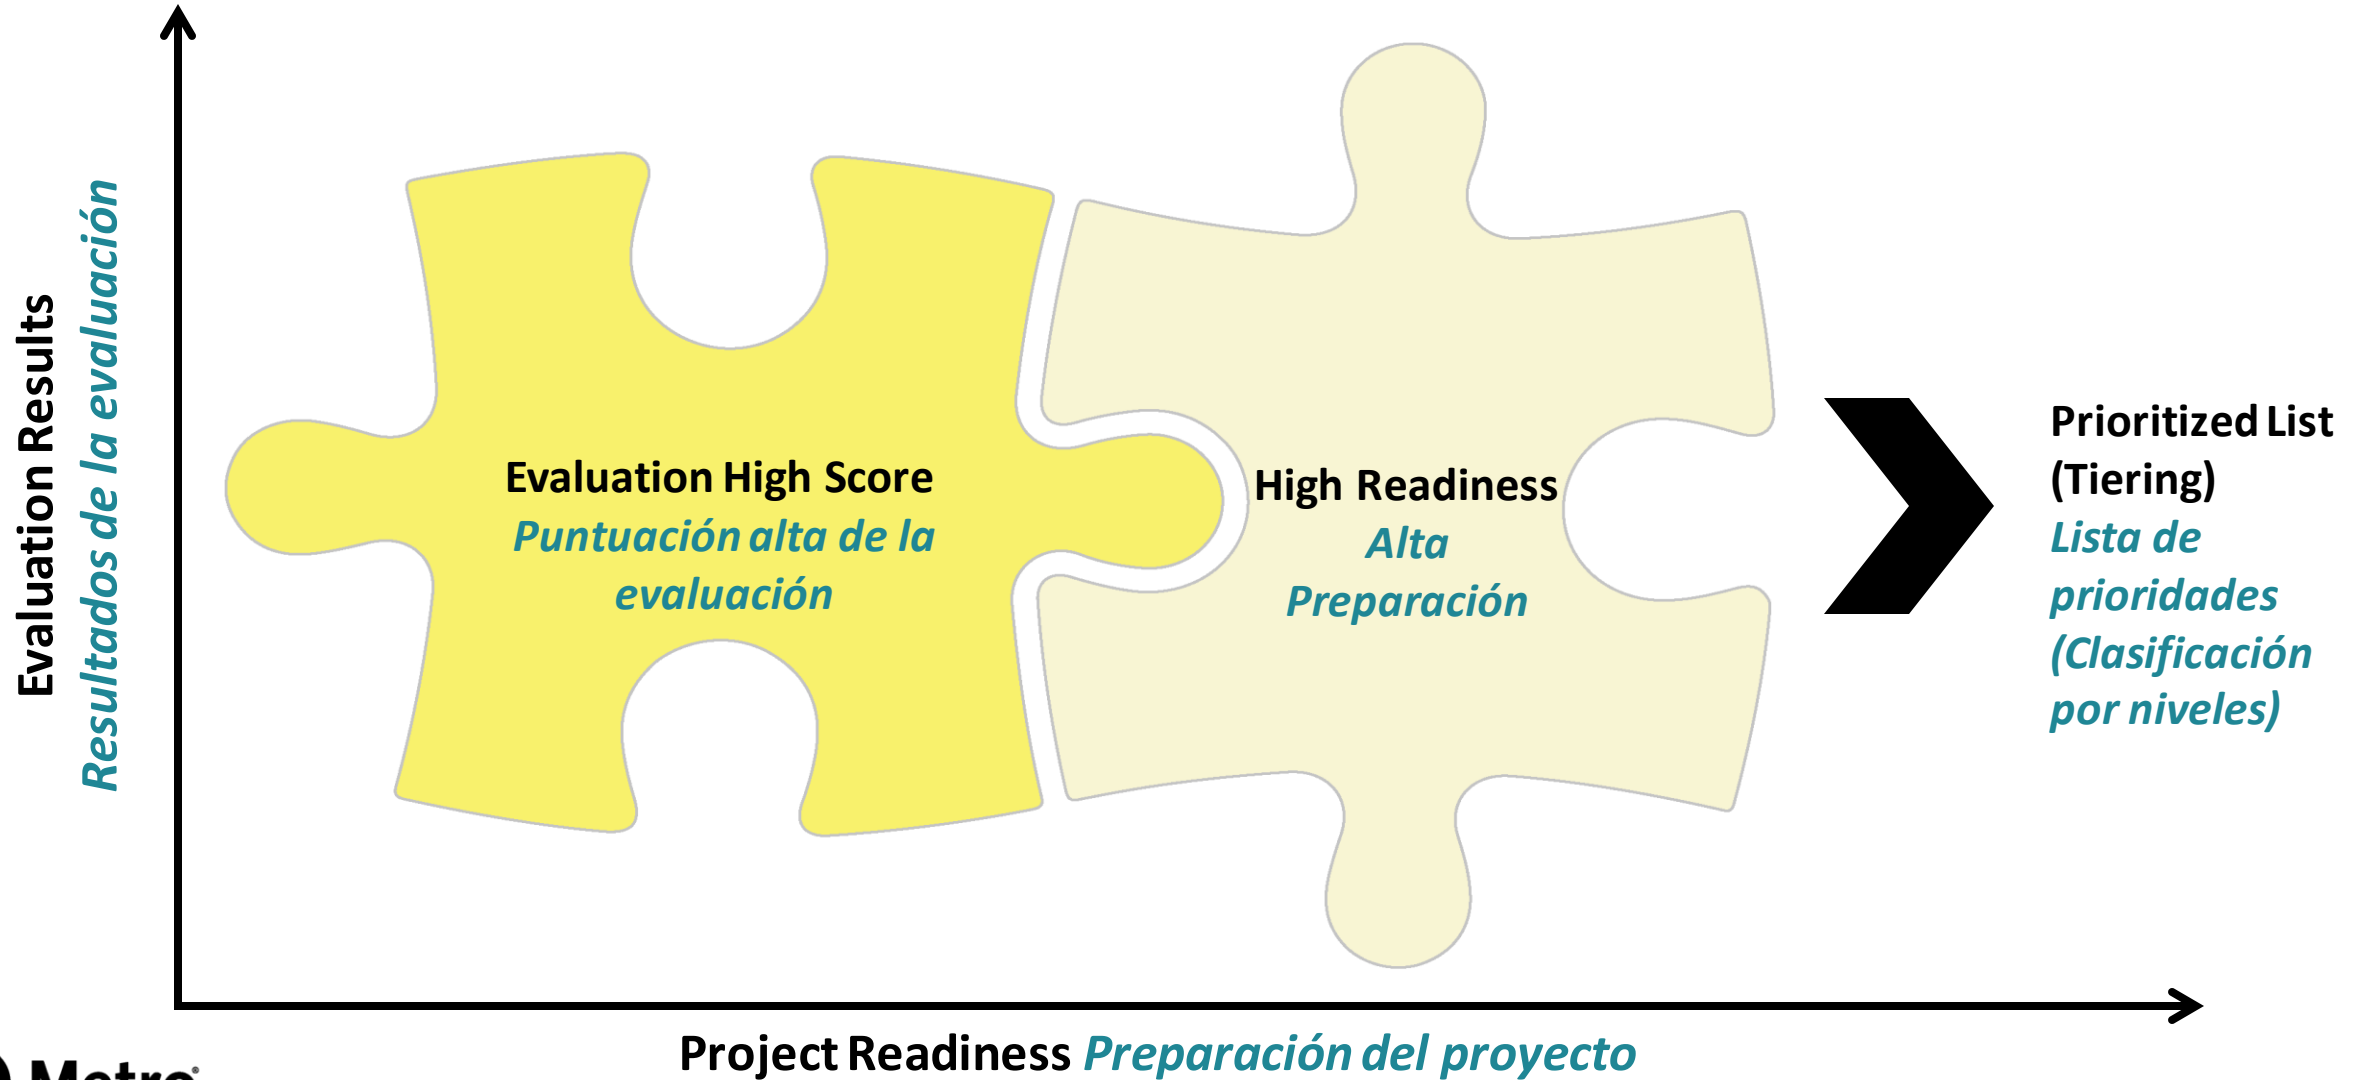 Evaluation Results
Resultados de la evaluación
Evaluation High Score
Puntuación alta de la
evaluación
High Readiness
Alta
Preparación
Prioritized List
(Tiering)
Lista de
prioridades
(Clasificación
por niveles)
Project Readiness Preparación del proyecto
Metro